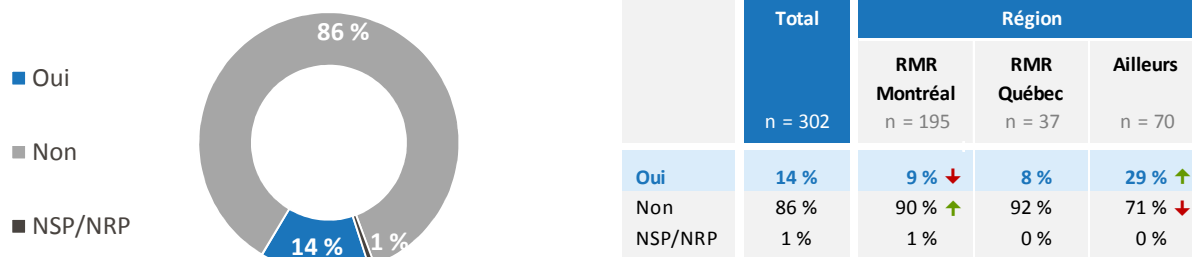 86 %
Oui
Non
NSP/NRP
14 %
1 %
Total Région
RMR Montréal RMR Québec Ailleurs
n = 302 n = 195 n = 37 n = 70
Oui 14 % 9 % 8 % 29 %
Non 86 % 90 % 92 % 71 %
NSP/NRP 1 % 1 % 0 % 0 %